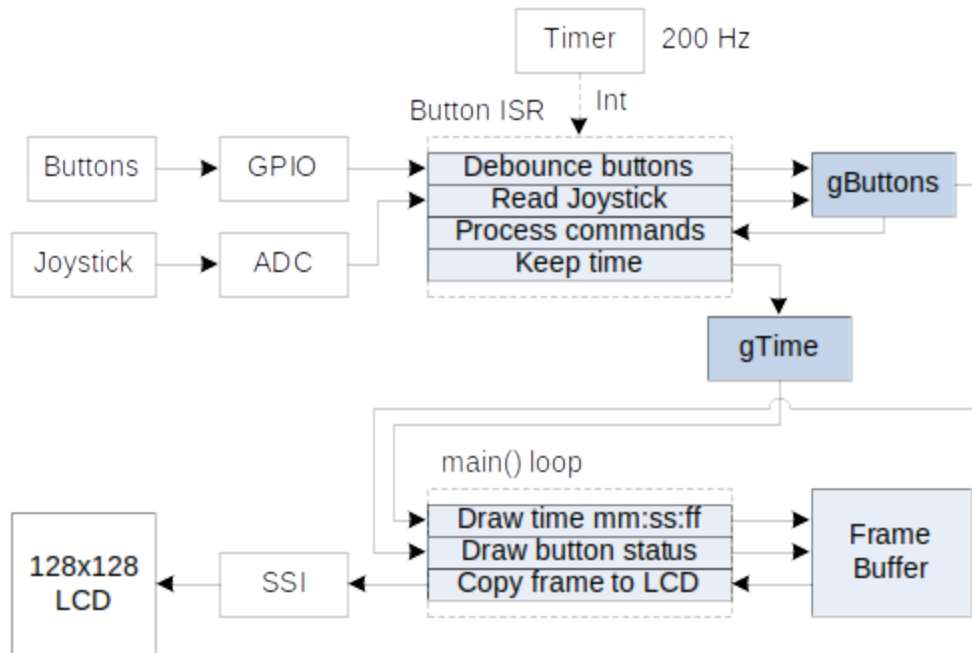 Timer
200 Hz
Int
Button ISR
Buttons
GPIO
Debounce buttons
gButtons
Read Joystick
Process commands
Joystick
ADC
Keep time
gTime
main() loop
Draw time mm:ss:ff
Draw button status
Copy frame to LCD
Frame
Buffer
SSI
128x128
LCD